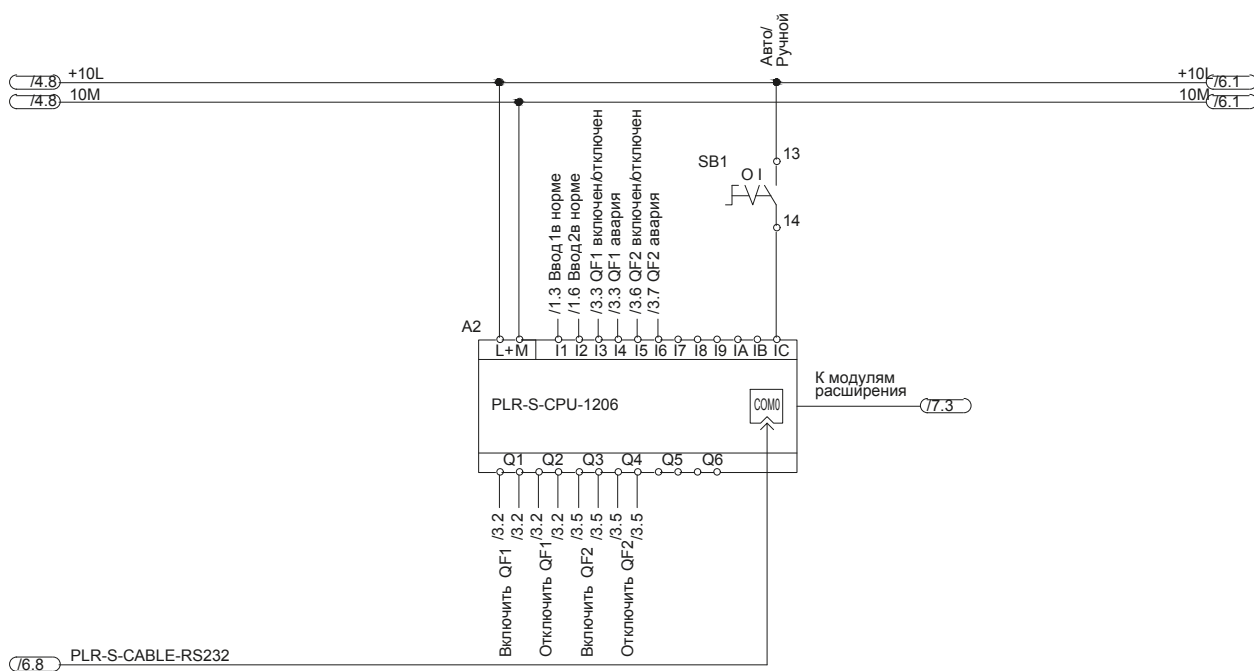 Авто/
Ручной
/4.8 +10L +10L /6.1
/4.8 10M 10M /6.1
SB1
13
O I
14
/1.3 Ввод1в норме
/1.6 Ввод2в норме
/3.3 QF1 включен/отключен
/3.3 QF1 авария
/3.6 QF2 включен/отключен
/3.7 QF2 авария
A2
L+ M I1 I2 I3 I4 I5 I6 I7 I8 I9 IA IB IC
PLR-S-CPU-1206
COM0
К модулям
расширения
/7.3
Q1 Q2 Q3 Q4 Q5 Q6
/3.2 /3.2 /3.2 /3.2 /3.5 /3.5 /3.5 /3.5
Включить QF1
Отключить QF1
Включить QF2
Отключить QF2
/6.8 PLR-S-CABLE-RS232